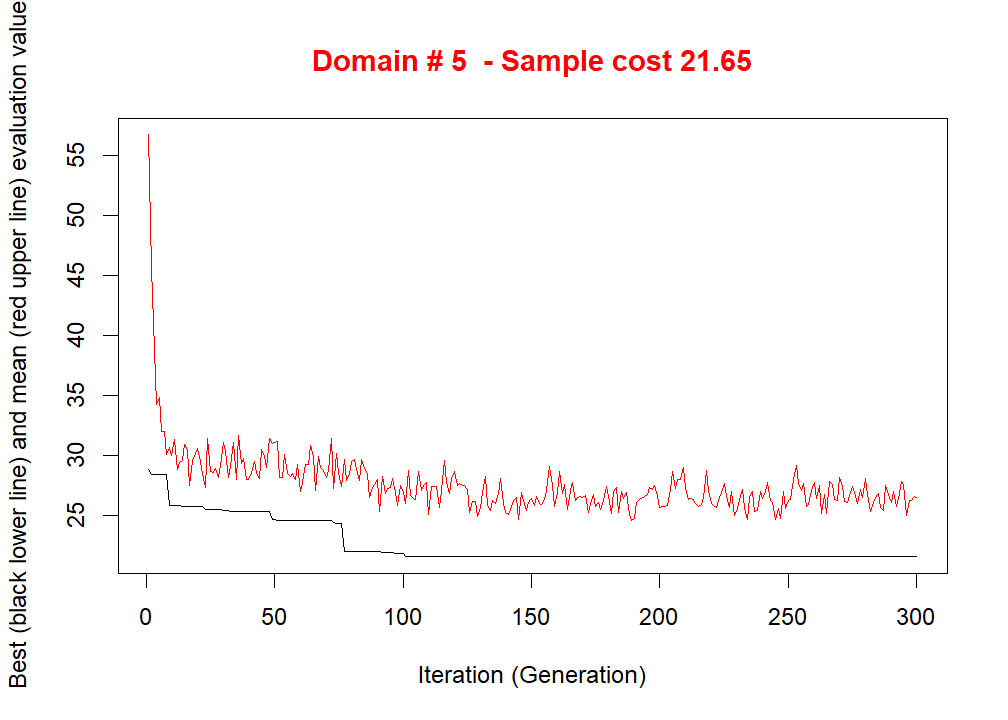 Domain # 5  - Sample cost 21.65
Best (black lower line) and mean (red upper line) evaluation value
55
50
45
40
35
30
25
0 50 100 150 200 250 300
Iteration (Generation)